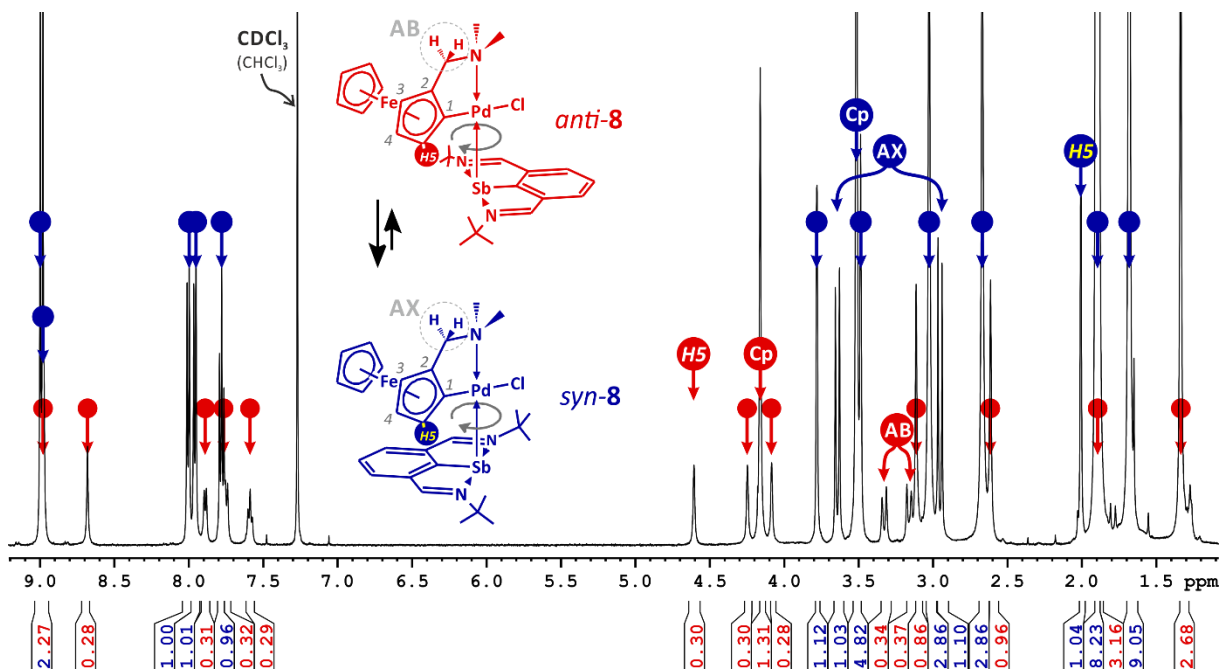 CDCl₃
(CHCl₃)
AB
H H
N
3
2
Fe
1
Pd Cl
4
anti-8
H5
N
Sb
N
AX
H H
N
3
2
Fe
1
Pd Cl
4
syn-8
H5
N
Sb
N
Cp
AX
H5
H5
Cp
AB
9.0 8.0 7.5 6.5 6.0 5.5 5.0 4.5 4.0 3.5 3.0 2.5 2.0 1.5 ppm
2.27 0.28 1.00 1.01 0.31 0.96 0.32 0.29 0.30 0.30 1.31 0.28 1.12 1.03 4.82 0.34 0.37 0.86 2.86 1.10 2.86 0.96 1.04 8.23 3.16 9.05 2.68